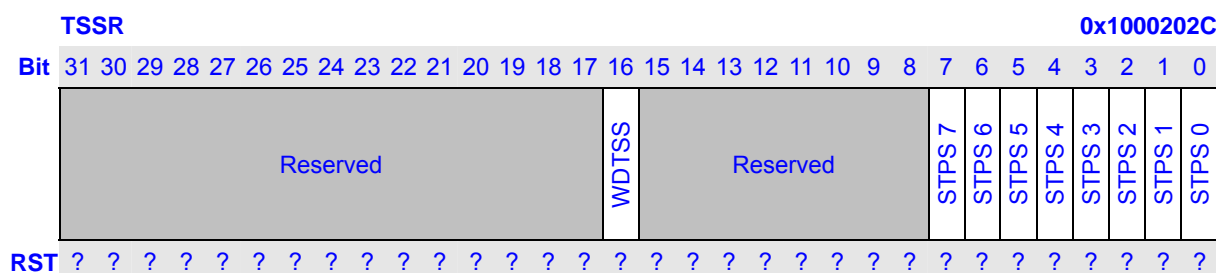 TSSR 0x1000202C
Bit 31 30 29 28 27 26 25 24 23 22 21 20 19 18 17 16 15 14 13 12 11 10 9 8 7 6 5 4 3 2 1 0
Reserved WDTSS Reserved STPS 7 STPS 6 STPS 5 STPS 4 STPS 3 STPS 2 STPS 1 STPS 0
RST ? ? ? ? ? ? ? ? ? ? ? ? ? ? ? ? ? ? ? ? ? ? ? ? ? ? ? ? ? ? ? ?